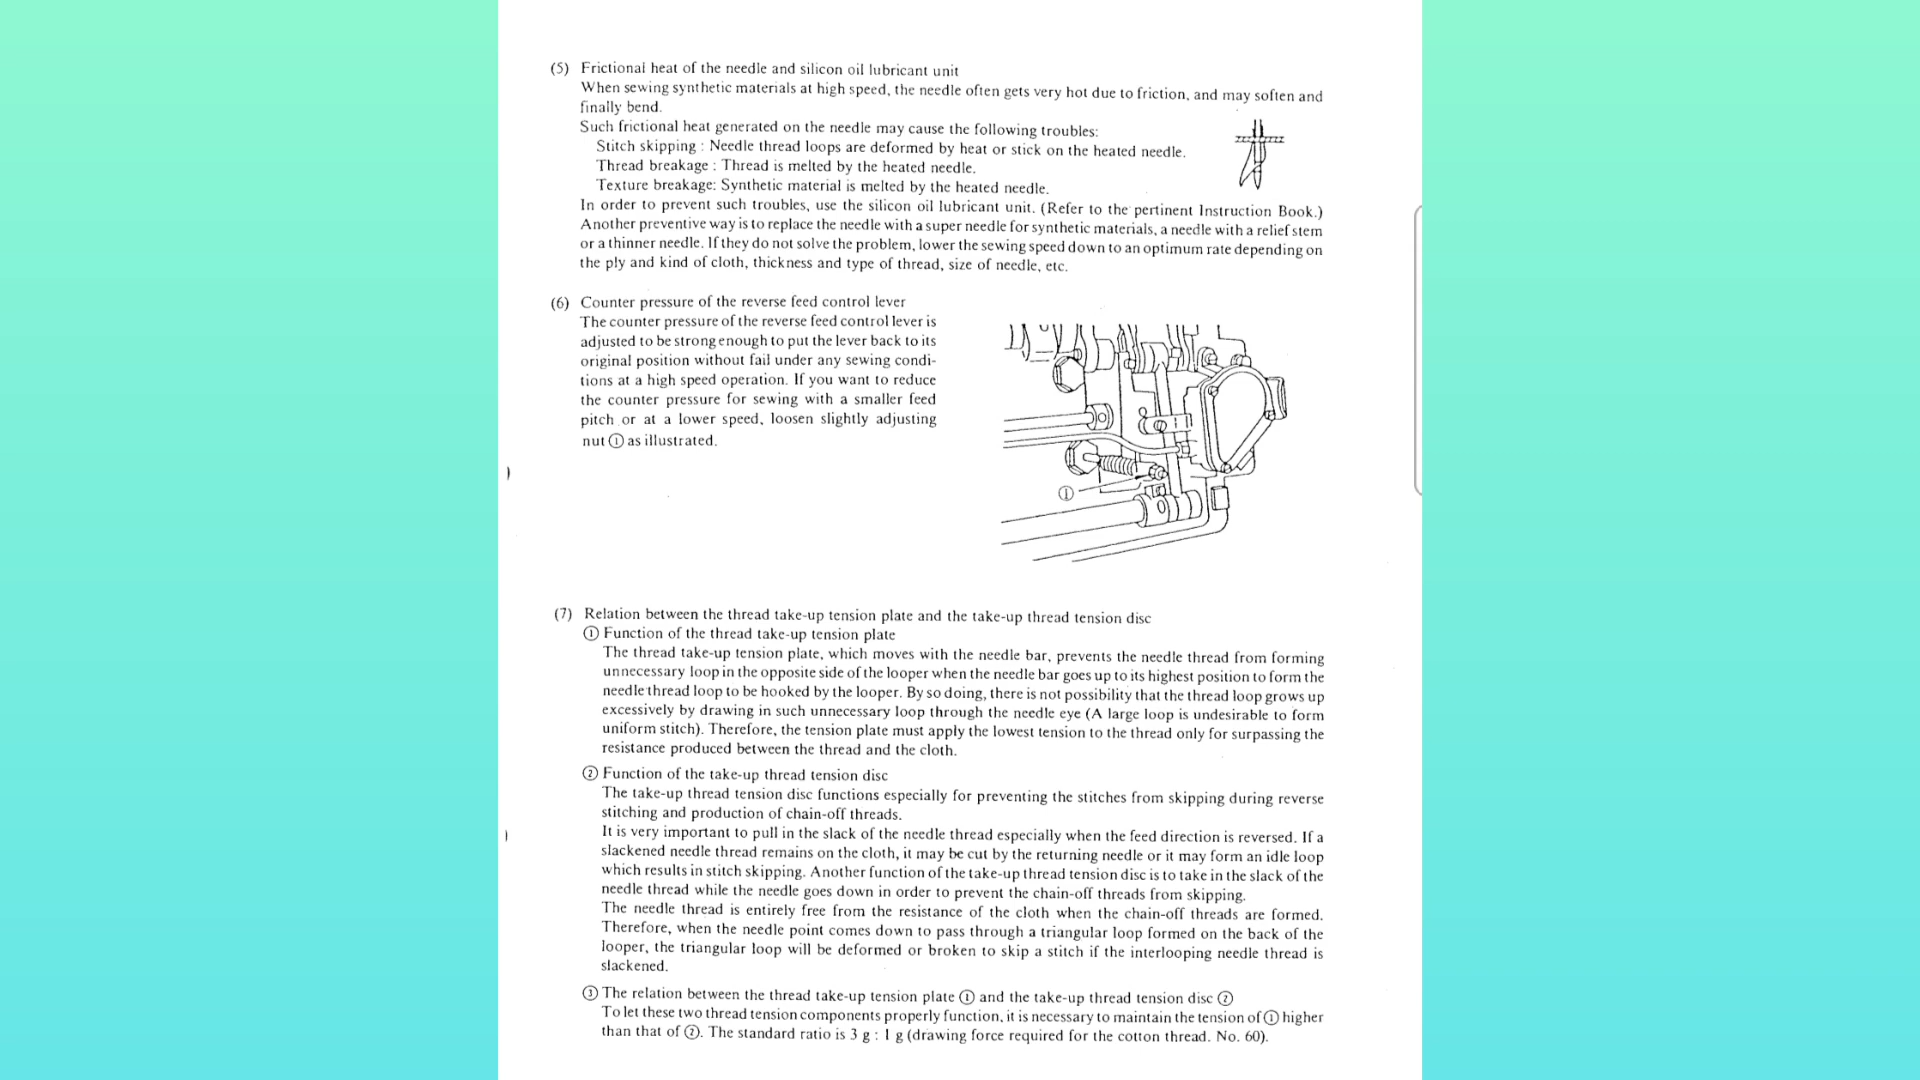 (5) Frictional heat of the needle and silicon oil lubricant unit
When sewing synthetic materials at high speed, the needle often gets very hot due to friction, and may soften and
finally bend.
Such frictional heat generated on the needle may cause the following troubles:
Stitch skipping : Needle thread loops are deformed by heat or stick on the heated needle.
Thread breakage : Thread is melted by the heated needle.
Texture breakage: Synthetic material is melted by the heated needle.
In order to prevent such troubles, use the silicon oil lubricant unit. (Refer to the pertinent Instruction Book.)
Another preventive way is to replace the needle with a super needle for synthetic materials, a needle with a relief stem
or a thinner needle. If they do not solve the problem, lower the sewing speed down to an optimum rate depending on
the ply and kind of cloth, thickness and type of thread, size of needle, etc.
(6) Counter pressure of the reverse feed control lever
The counter pressure of the reverse feed control lever is
adjusted to be strong enough to put the lever back to its
original position without fail under any sewing condi-
tions at a high speed operation. If you want to reduce
the counter pressure for sewing with a smaller feed
pitch or at a lower speed, loosen slightly adjusting
nut ① as illustrated.
①
(7) Relation between the thread take-up tension plate and the take-up thread tension disc
① Function of the thread take-up tension plate
The thread take-up tension plate, which moves with the needle bar, prevents the needle thread from forming
unnecessary loop in the opposite side of the looper when the needle bar goes up to its highest position to form the
needle thread loop to be hooked by the looper. By so doing, there is not possibility that the thread loop grows up
excessively by drawing in such unnecessary loop through the needle eye (A large loop is undesirable to form
uniform stitch). Therefore, the tension plate must apply the lowest tension to the thread only for surpassing the
resistance produced between the thread and the cloth.
② Function of the take-up thread tension disc
The take-up thread tension disc functions especially for preventing the stitches from skipping during reverse
stitching and production of chain-off threads.
It is very important to pull in the slack of the needle thread especially when the feed direction is reversed. If a
slackened needle thread remains on the cloth, it may be cut by the returning needle or it may form an idle loop
which results in stitch skipping. Another function of the take-up thread tension disc is to take in the slack of the
needle thread while the needle goes down in order to prevent the chain-off threads from skipping.
The needle thread is entirely free from the resistance of the cloth when the chain-off threads are formed.
Therefore, when the needle point comes down to pass through a triangular loop formed on the back of the
looper, the triangular loop will be deformed or broken to skip a stitch if the interlooping needle thread is
slackened.
③ The relation between the thread take-up tension plate ① and the take-up thread tension disc ②
To let these two thread tension components properly function, it is necessary to maintain the tension of ① higher
than that of ②. The standard ratio is 3 g : 1 g (drawing force required for the cotton thread. No. 60).